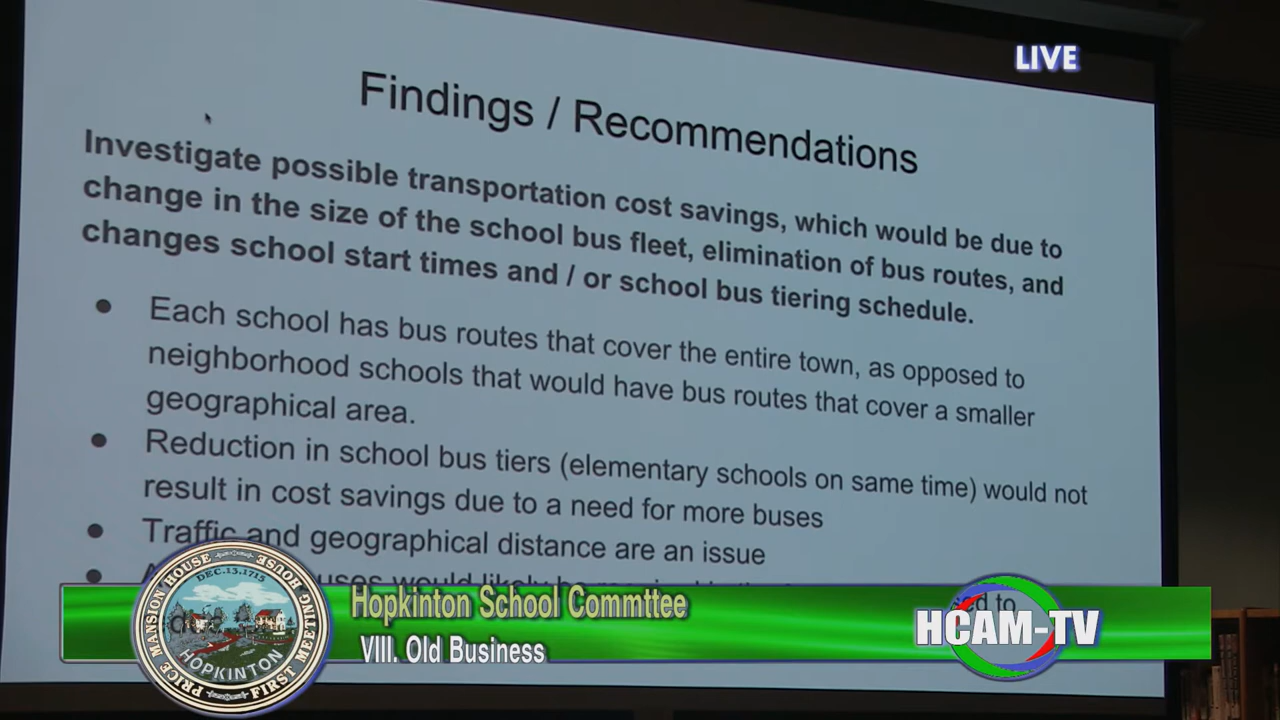 LIVE
Findings / Recommendations
Investigate possible transportation cost savings, which would be due to
change in the size of the school bus fleet, elimination of bus routes, and
changes school start times and / or school bus tiering schedule.
Each school has bus routes that cover the entire town, as opposed to
neighborhood schools that would have bus routes that cover a smaller
geographical area.
Reduction in school bus tiers (elementary schools on same time) would not
result in cost savings due to a need for more buses
Traffic and geographical distance are an issue
would likely be
to
Hopkinton School Commttee
VIII. Old Business
HCAM-TV
PRICE MANSION HOUSE
FIRST MEETING HOUSE
DEC.13.1715
HOPKINTON